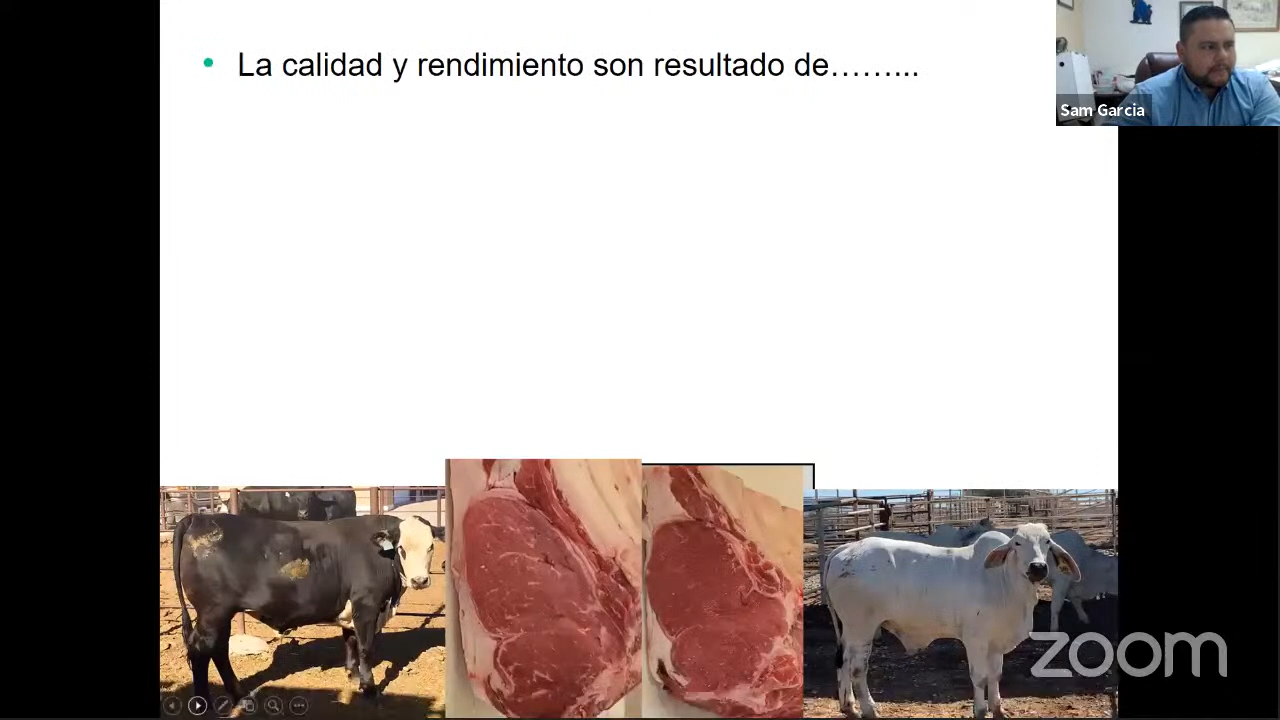 • La calidad y rendimiento son resultado de……...
Sam Garcia
zoom